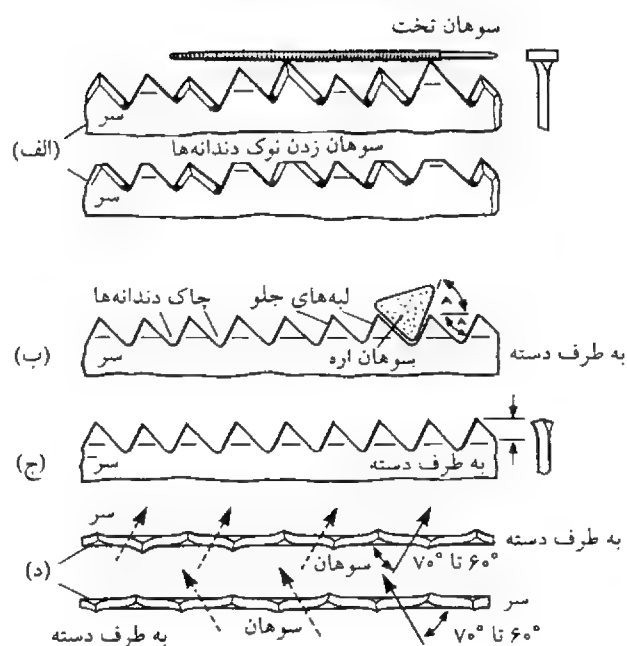 سوهان تخت
سر
(الف)
سوهان زدن نوک دندانه‌ها
سر
چاک دندانه‌ها
لبه‌های جلو
(ب)
سر
سوهان اره
به طرف دسته
(ج)
سر
به طرف دسته
سر
به طرف دسته
(د)
سوهان
۶۰° تا ۷۰°
سر
به طرف دسته
سوهان
۶۰° تا ۷۰°